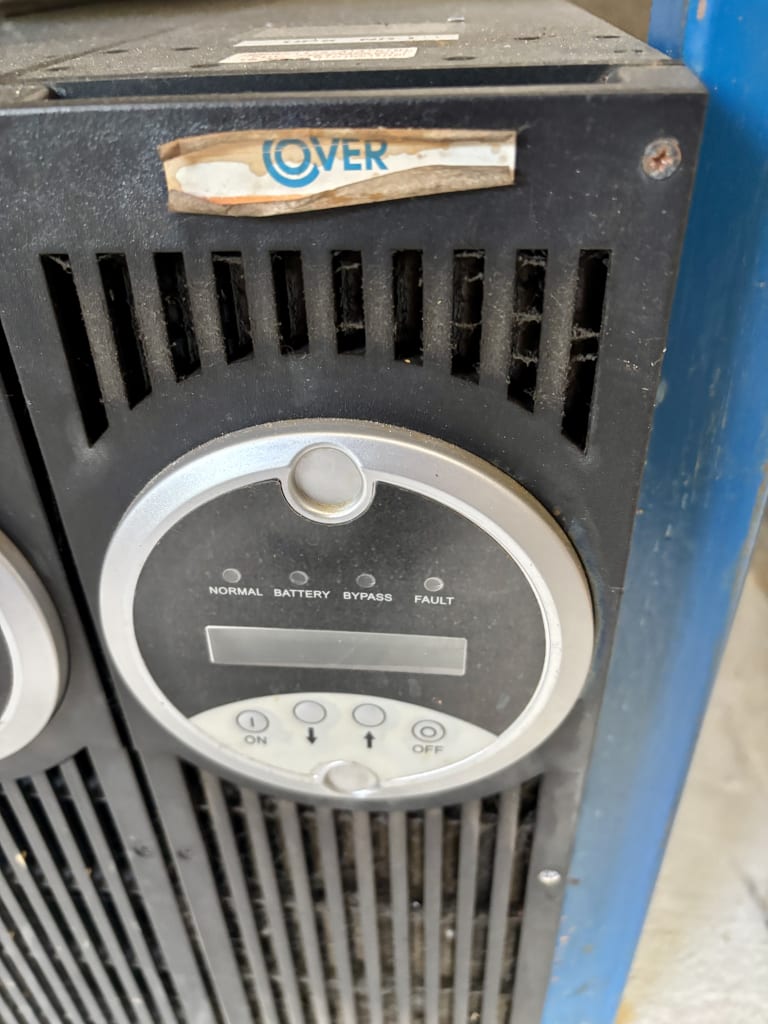 COVER
NORMAL BATTERY BYPASS FAULT
ON OFF